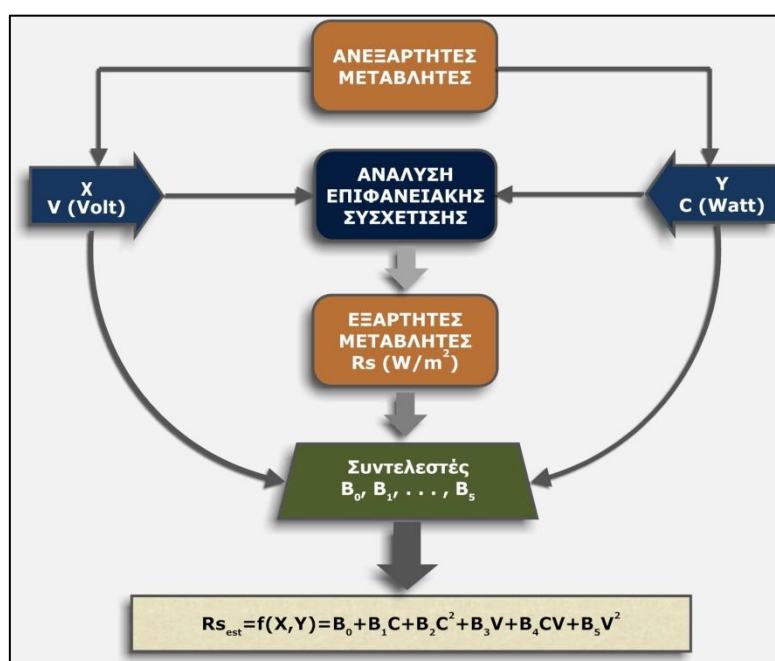 ΑΝΕΞΑΡΤΗΤΕΣ
ΜΕΤΑΒΛΗΤΕΣ
X
V (Volt)
ΑΝΑΛΥΣΗ
ΕΠΙΦΑΝΕΙΑΚΗΣ
ΣΥΣΧΕΤΙΣΗΣ
Y
C (Watt)
ΕΞΑΡΤΗΤΕΣ
ΜΕΤΑΒΛΗΤΕΣ
Rs (W/m²)
Συντελεστές
B₀, B₁, . . . , B₅
Rsₑₛₜ=f(X,Y)=B₀+B₁C+B₂C²+B₃V+B₄CV+B₅V²